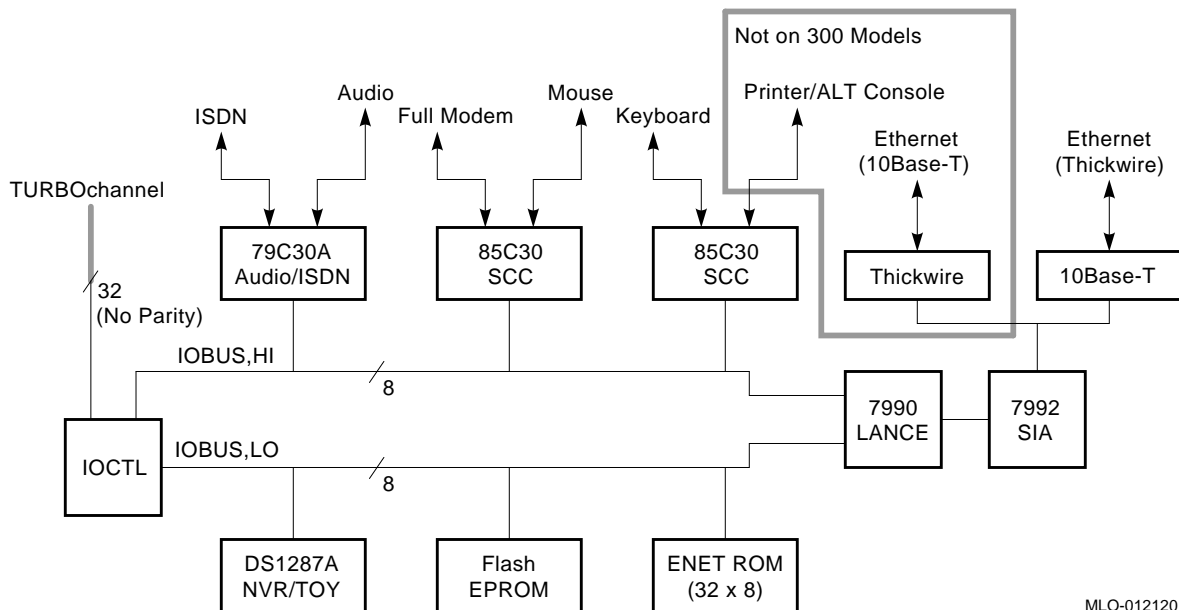 Not on 300 Models
Audio
Mouse
Printer/ALT Console
ISDN
Full Modem
Keyboard
Ethernet
(10Base-T)
Ethernet
(Thickwire)
TURBOchannel
79C30A
Audio/ISDN
85C30
SCC
85C30
SCC
Thickwire
10Base-T
32
(No Parity)
IOBUS,HI
8
7990
LANCE
7992
SIA
IOCTL
IOBUS,LO
8
DS1287A
NVR/TOY
Flash
EPROM
ENET ROM
(32 x 8)
MLO-012120